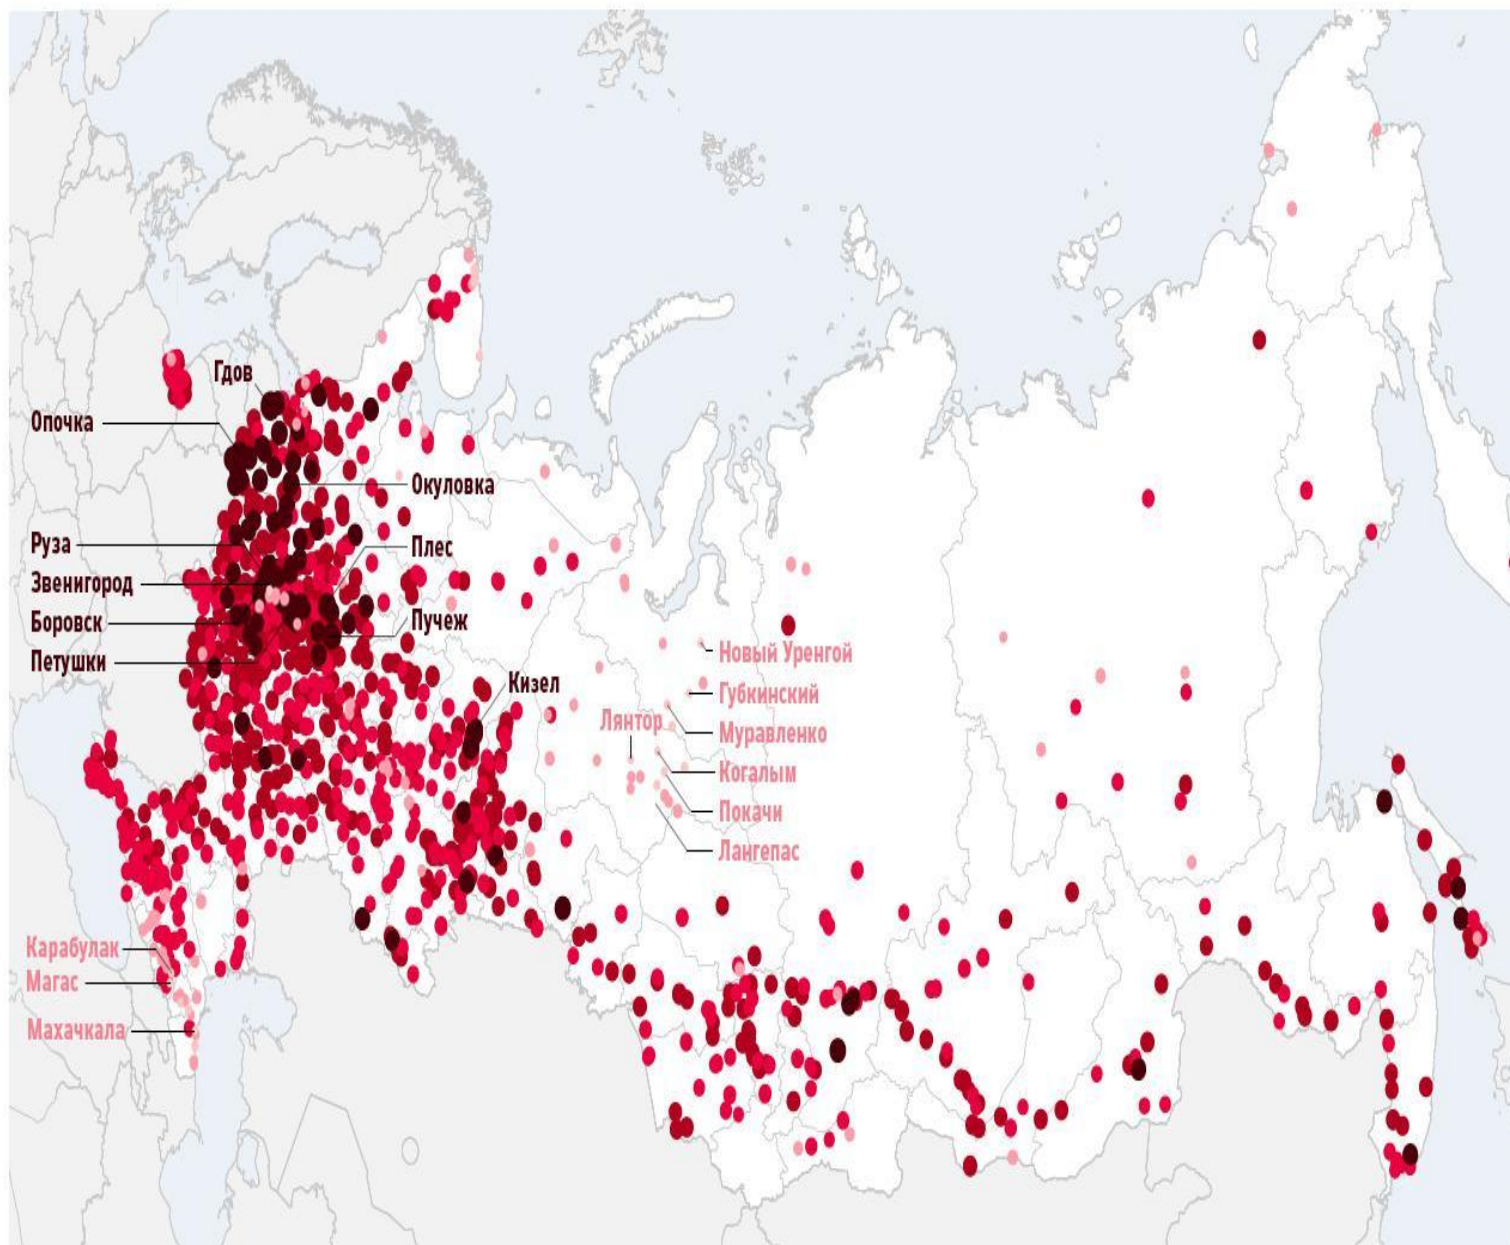 Гдов
Опочка
Окуловка
Руза
Плес
Звенигород
Боровск
Пучеж
Петушки
Кизел
Новый Уренгой
Губкинский
Лянтор
Муравленко
Когалым
Покачи
Лангепас
Карабулак
Магас
Махачкала